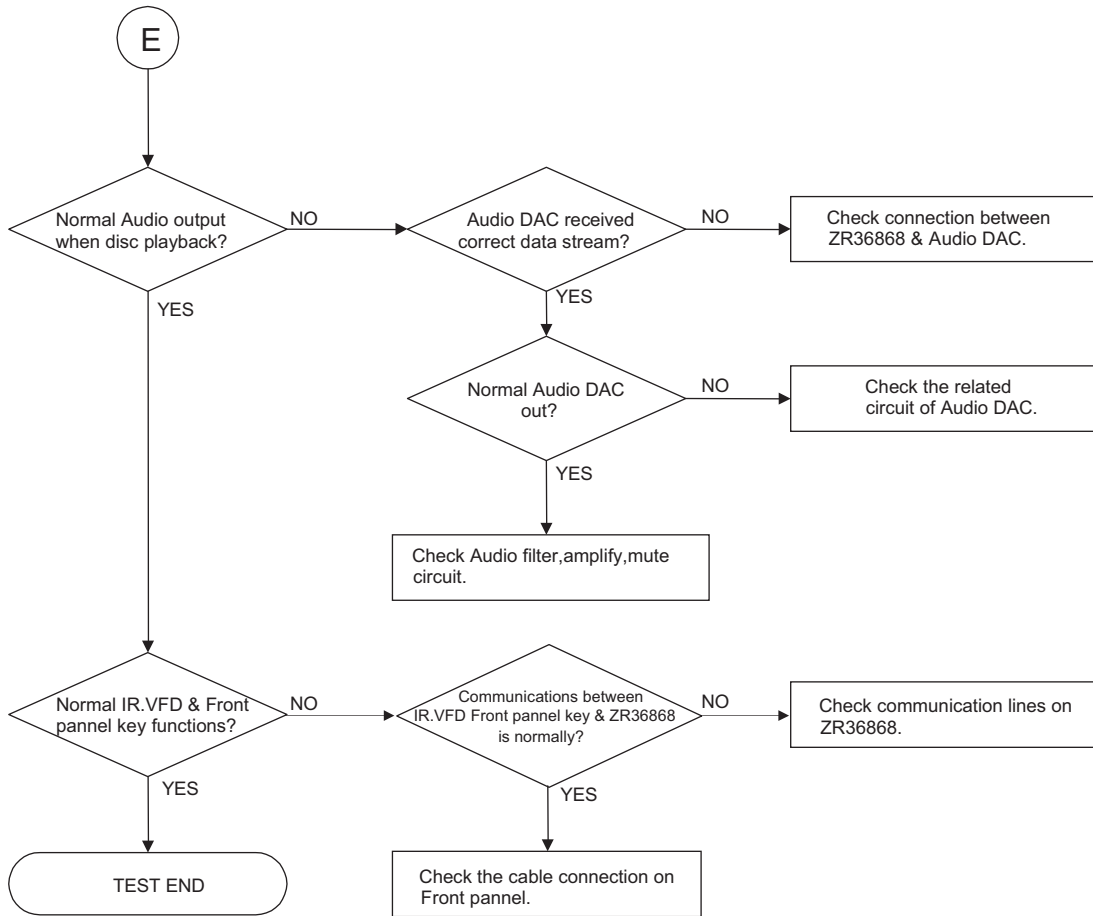 E
Normal Audio output
when disc playback?
NO
Audio DAC received
correct data stream?
NO
Check connection between
ZR36868 & Audio DAC.
YES
YES
Normal Audio DAC
out?
NO
Check the related
circuit of Audio DAC.
YES
Check Audio filter,amplify,mute
circuit.
Normal IR.VFD & Front
pannel key functions?
NO
Communications between
IR.VFD Front pannel key & ZR36868
is normally?
NO
Check communication lines on
ZR36868.
YES
YES
TEST END
Check the cable connection on
Front pannel.